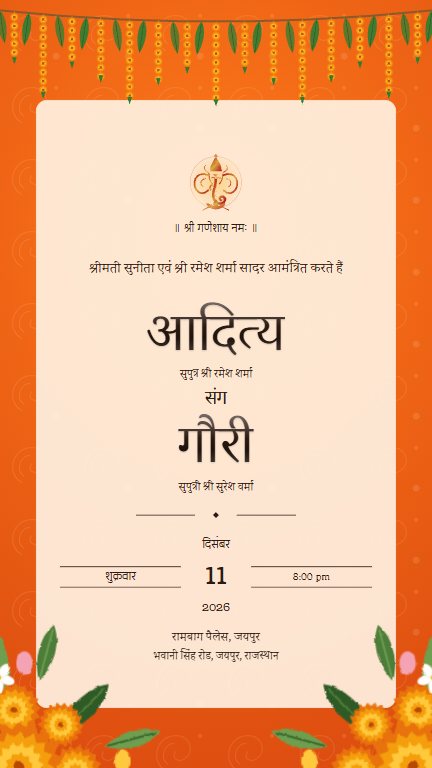 ॥ श्री गणेशाय नमः ॥
श्रीमती सुनीता एवं श्री रमेश शर्मा सादर आमंत्रित करते हैं
आदित्य
सुपुत्र श्री रमेश शर्मा
संग
गौरी
सुपुत्री श्री सुरेश वर्मा
दिसंबर
शुक्रवार 11 8:00 pm
2026
रामबाग पैलेस, जयपुर
भवानी सिंह रोड, जयपुर, राजस्थान